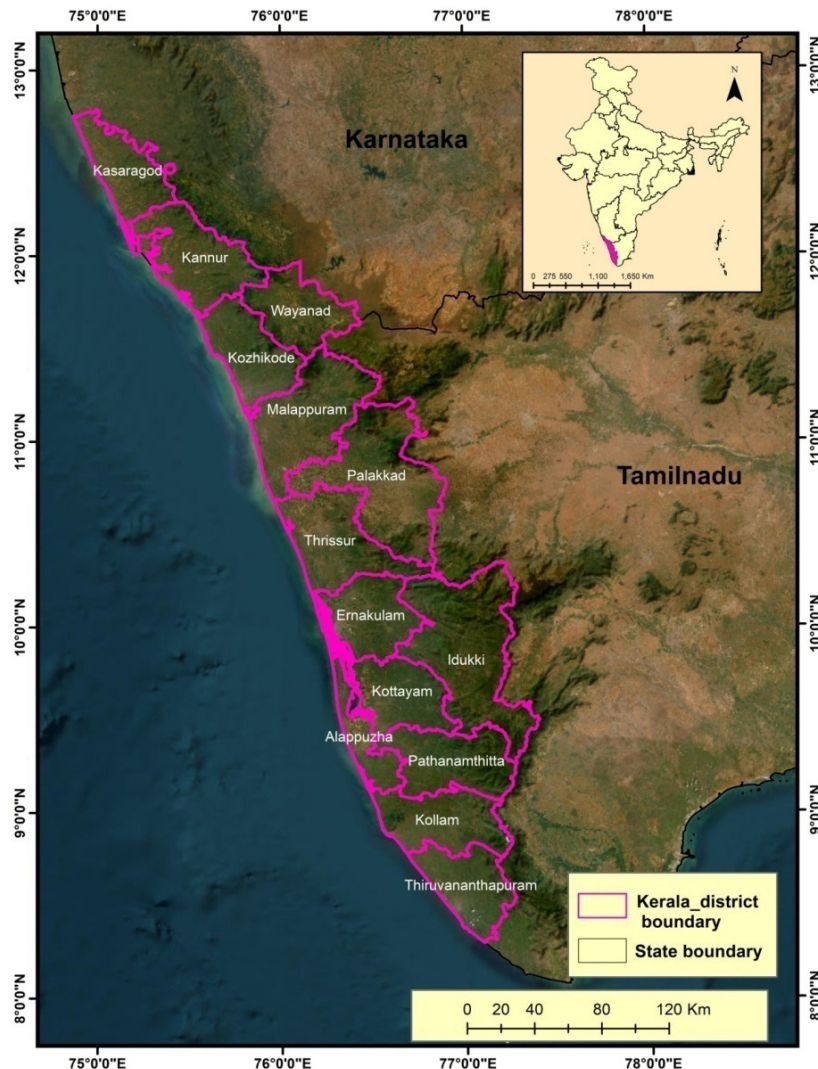 75°0'0"E 76°0'0"E 77°0'0"E 78°0'0"E
13°0'0"N
12°0'0"N
11°0'0"N
10°0'0"N
9°0'0"N
8°0'0"N
Karnataka
Tamilnadu
Kasaragod
Kannur
Wayanad
Kozhikode
Malappuram
Palakkad
Thrissur
Ernakulam
Idukki
Kottayam
Alappuzha
Pathanamthitta
Kollam
Thiruvananthapuram
N
0 275 550 1,100 1,650 Km
Kerala_district
boundary
State boundary
0 20 40 80 120 Km
13°0'0"N
12°0'0"N
11°0'0"N
10°0'0"N
9°0'0"N
8°0'0"N
75°0'0"E 76°0'0"E 77°0'0"E 78°0'0"E